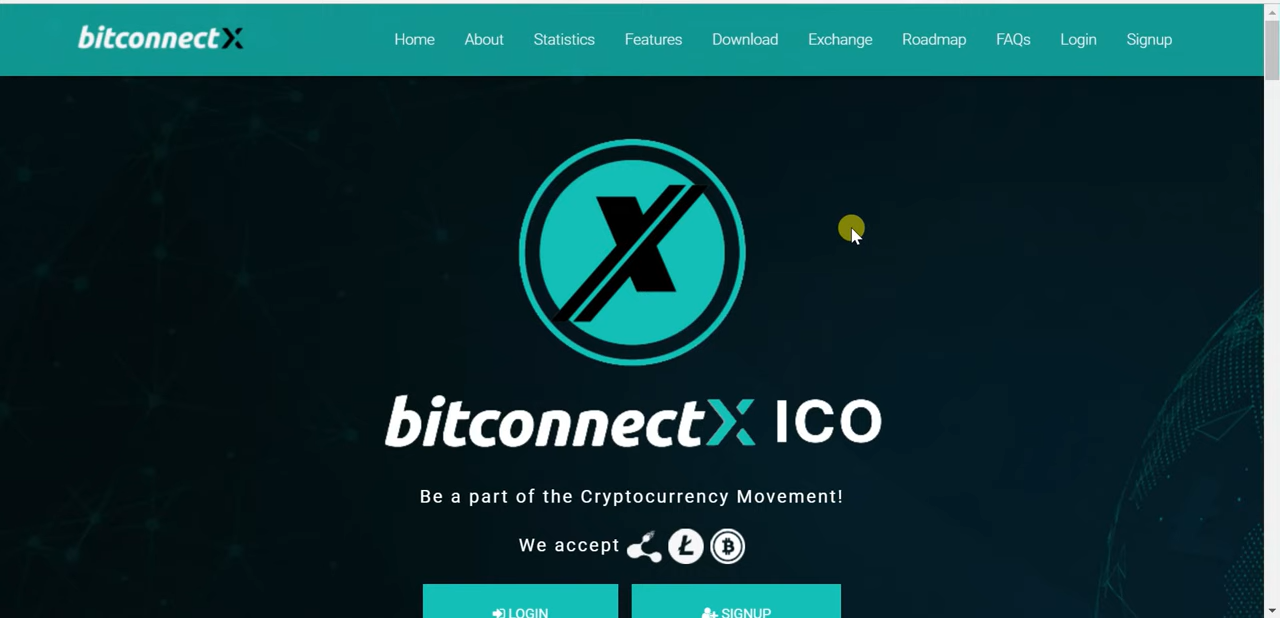 bitconnectX
Home About Statistics Features Download Exchange Roadmap FAQs Login Signup
bitconnectX ICO
Be a part of the Cryptocurrency Movement!
We accept
LOGIN SIGNUP